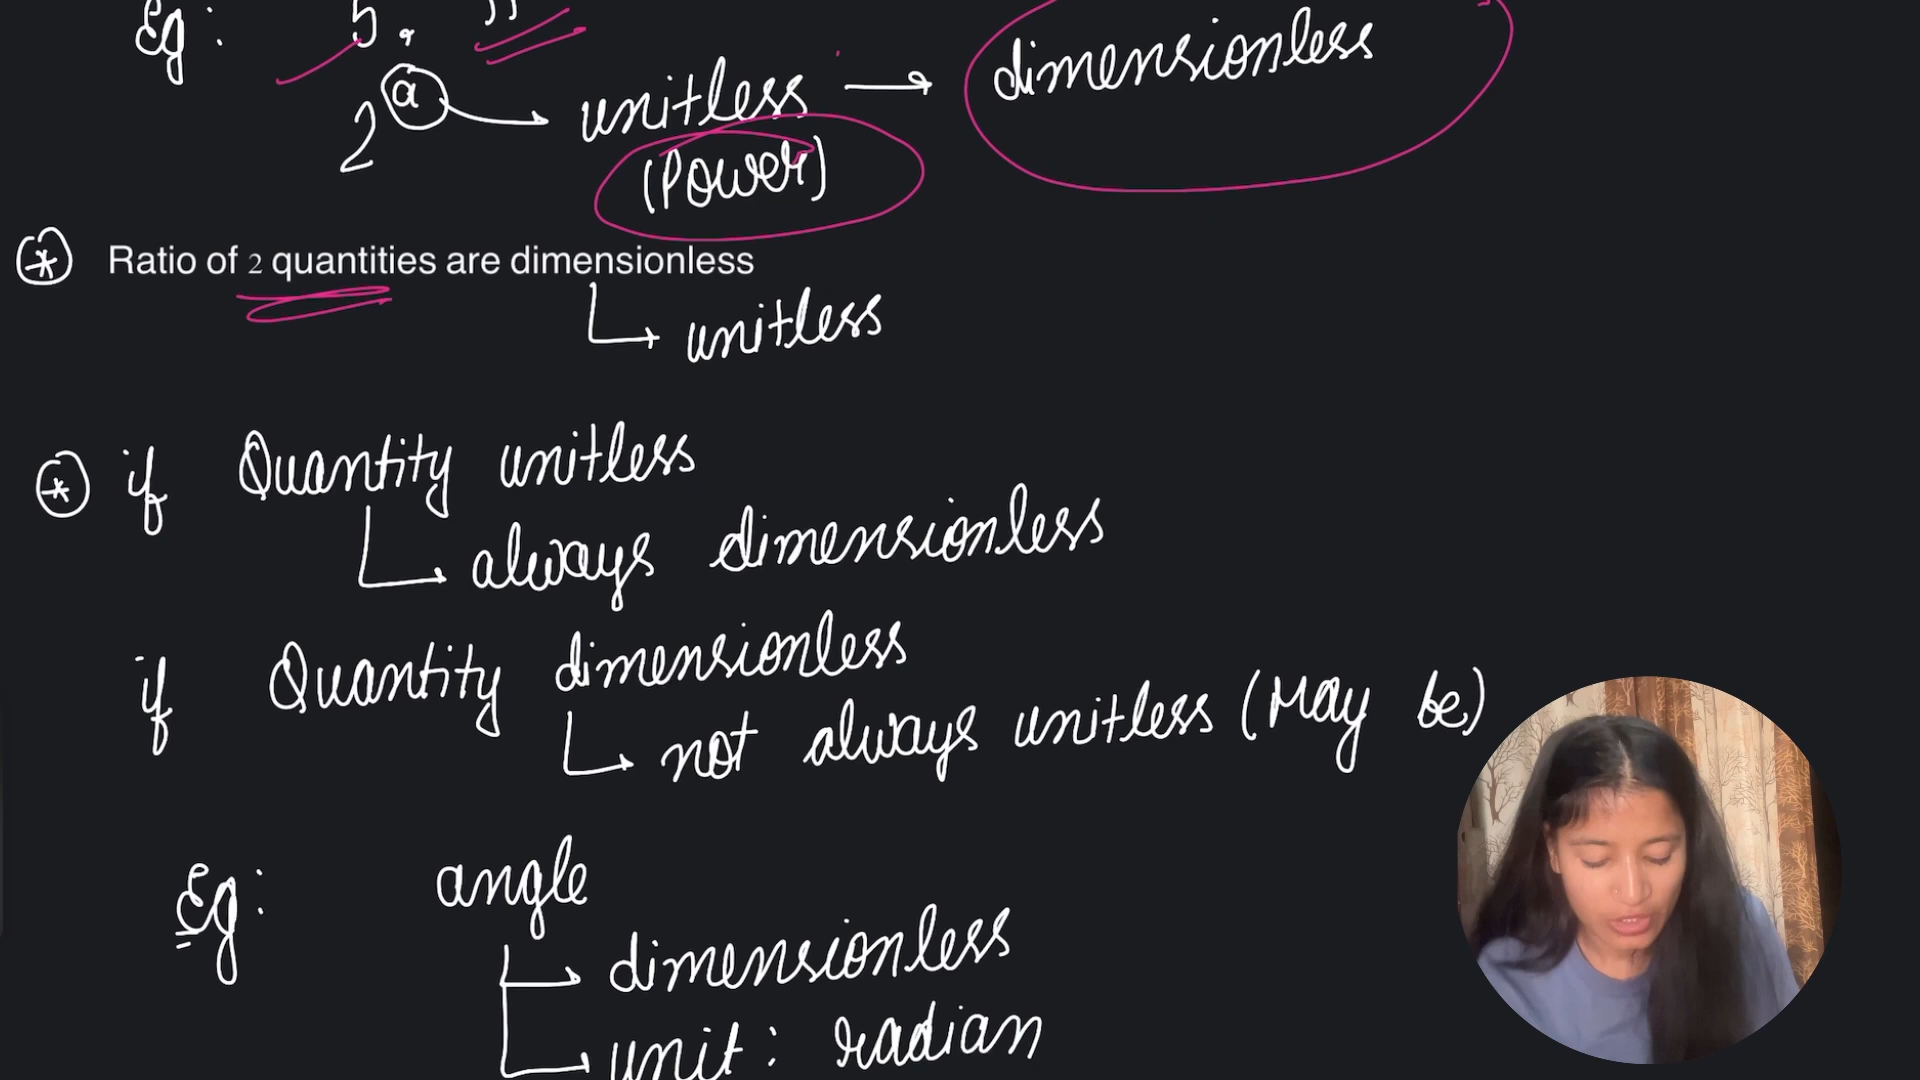 Eg : 5,
2^a → unitless → dimensionless
(Power)
* Ratio of 2 quantities are dimensionless
→ unitless
* if Quantity unitless
→ always dimensionless
if Quantity dimensionless
→ not always unitless (May be)
Eg : angle
→ dimensionless
→ unit : radian